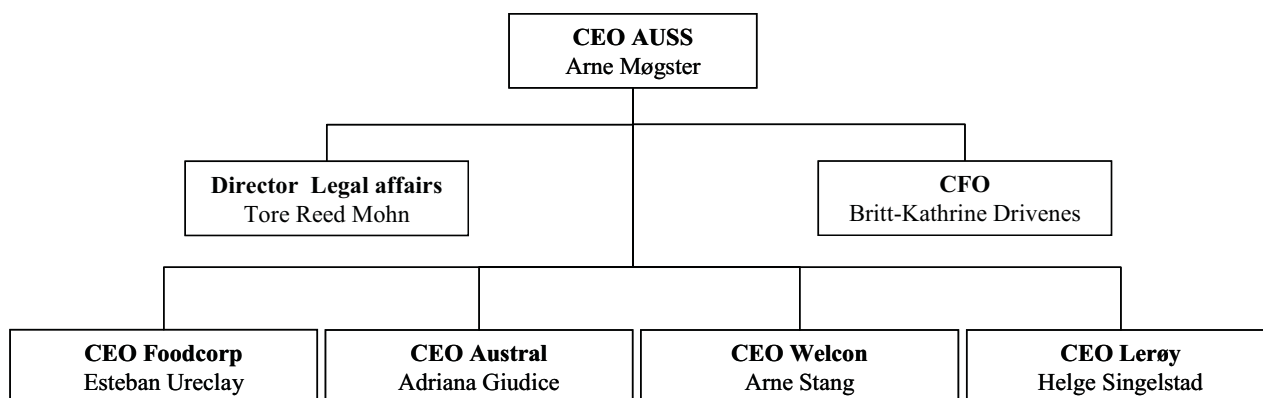 CEO AUSS
Arne Møgster
Director  Legal affairs
Tore Reed Mohn
CFO
Britt-Kathrine Drivenes
CEO Foodcorp
Esteban Ureclay
CEO Austral
Adriana Giudice
CEO Welcon
Arne Stang
CEO Lerøy
Helge Singelstad